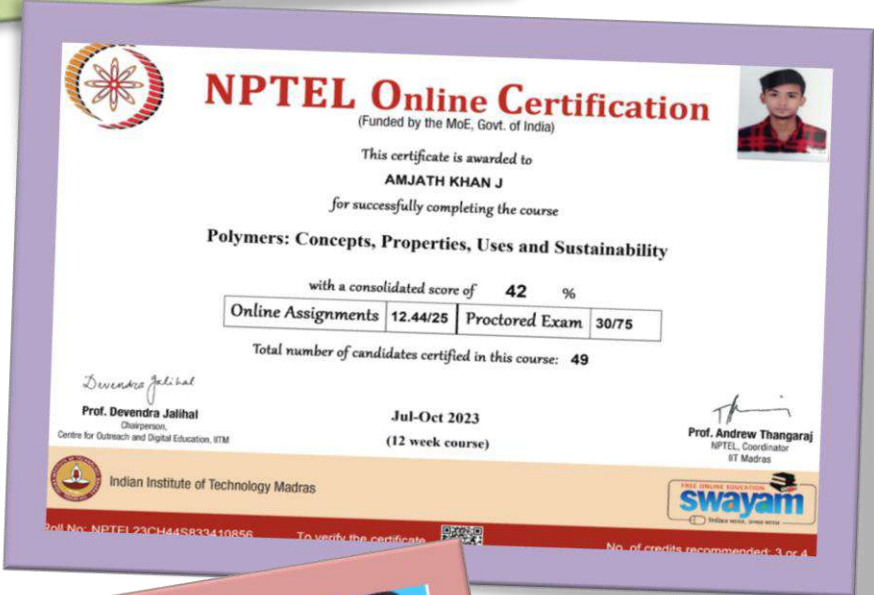 NPTEL Online Certification
(Funded by the MoE, Govt. of India)
This certificate is awarded to
AMJATH KHAN J
for successfully completing the course
Polymers: Concepts, Properties, Uses and Sustainability
with a consolidated score of 42 %
Online Assignments 12.44/25 Proctored Exam 30/75
Total number of candidates certified in this course: 49
Devendra Jalihal
Prof. Devendra Jalihal
Chairperson,
Centre for Outreach and Digital Education, IITM
Jul-Oct 2023
(12 week course)
Prof. Andrew Thangaraj
NPTEL, Coordinator
IIT Madras
Indian Institute of Technology Madras
FREE ONLINE EDUCATION
swayam
Roll No: NPTEL23CH44S833410856 To verify the certificate No. of credits recommended: 3 or 4